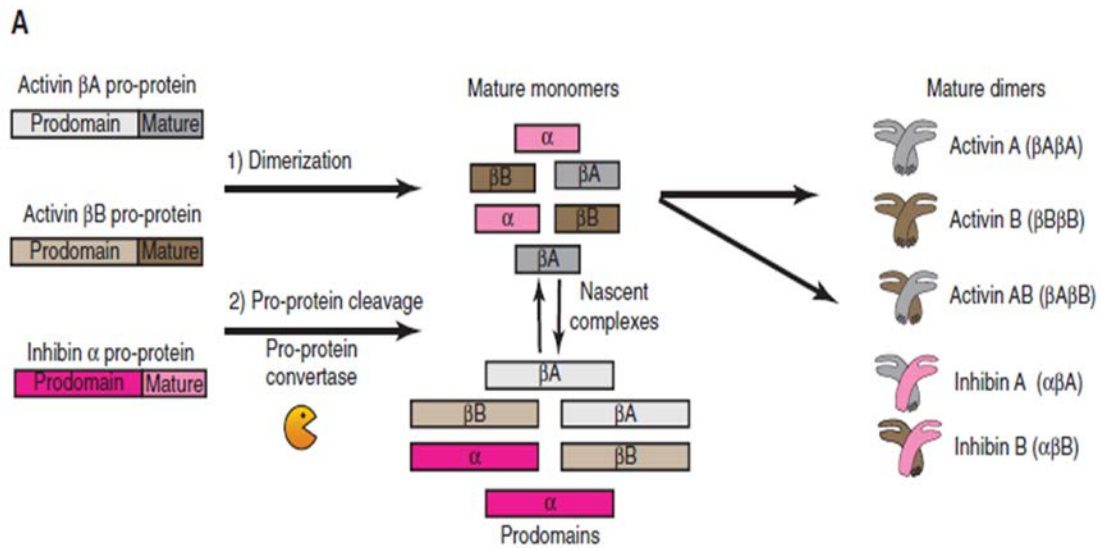 A
Activin βA pro-protein
Prodomain Mature
Activin βB pro-protein
Prodomain Mature
Inhibin α pro-protein
Prodomain Mature
1) Dimerization
2) Pro-protein cleavage
Pro-protein
convertase
Mature monomers
α
βB βA
α βB
βA
Nascent
complexes
βA
βB βA
α βB
α
Prodomains
Mature dimers
Activin A (βAβA)
Activin B (βBβB)
Activin AB (βAβB)
Inhibin A (αβA)
Inhibin B (αβB)